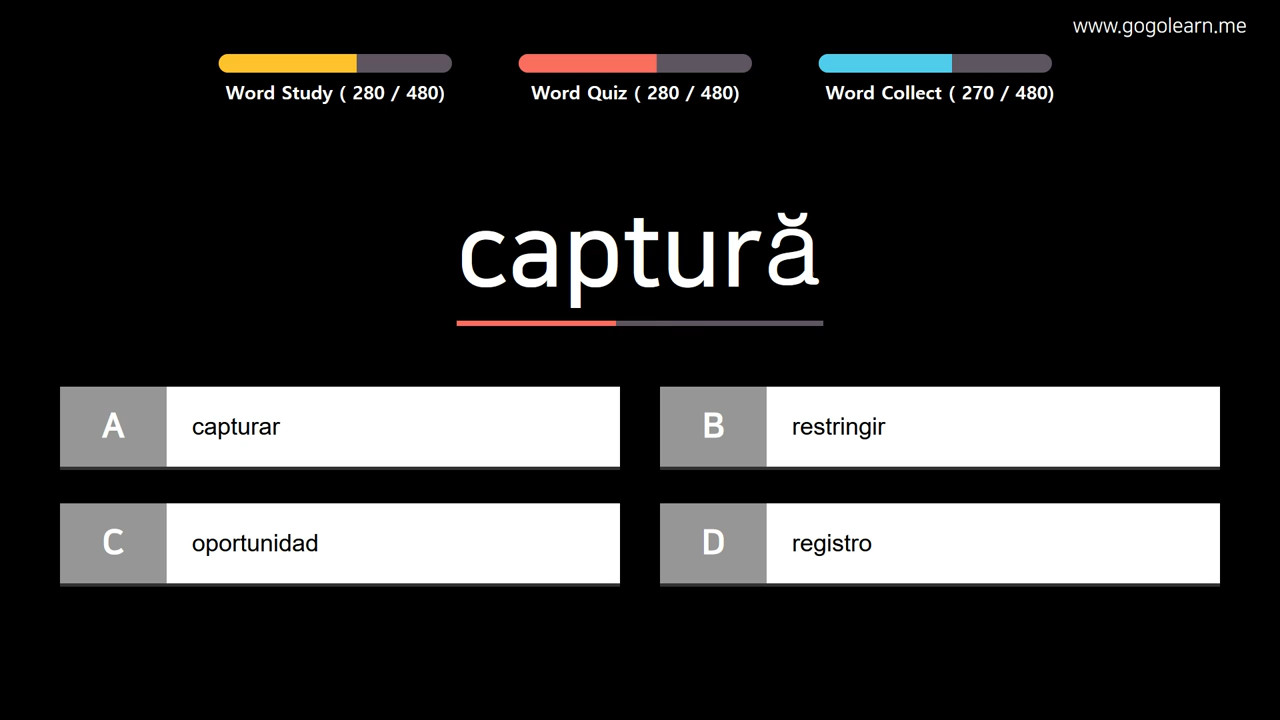 www.gogolearn.me
Word Study ( 280 / 480)
Word Quiz ( 280 / 480)
Word Collect ( 270 / 480)
captură
A capturar
B restringir
C oportunidad
D registro